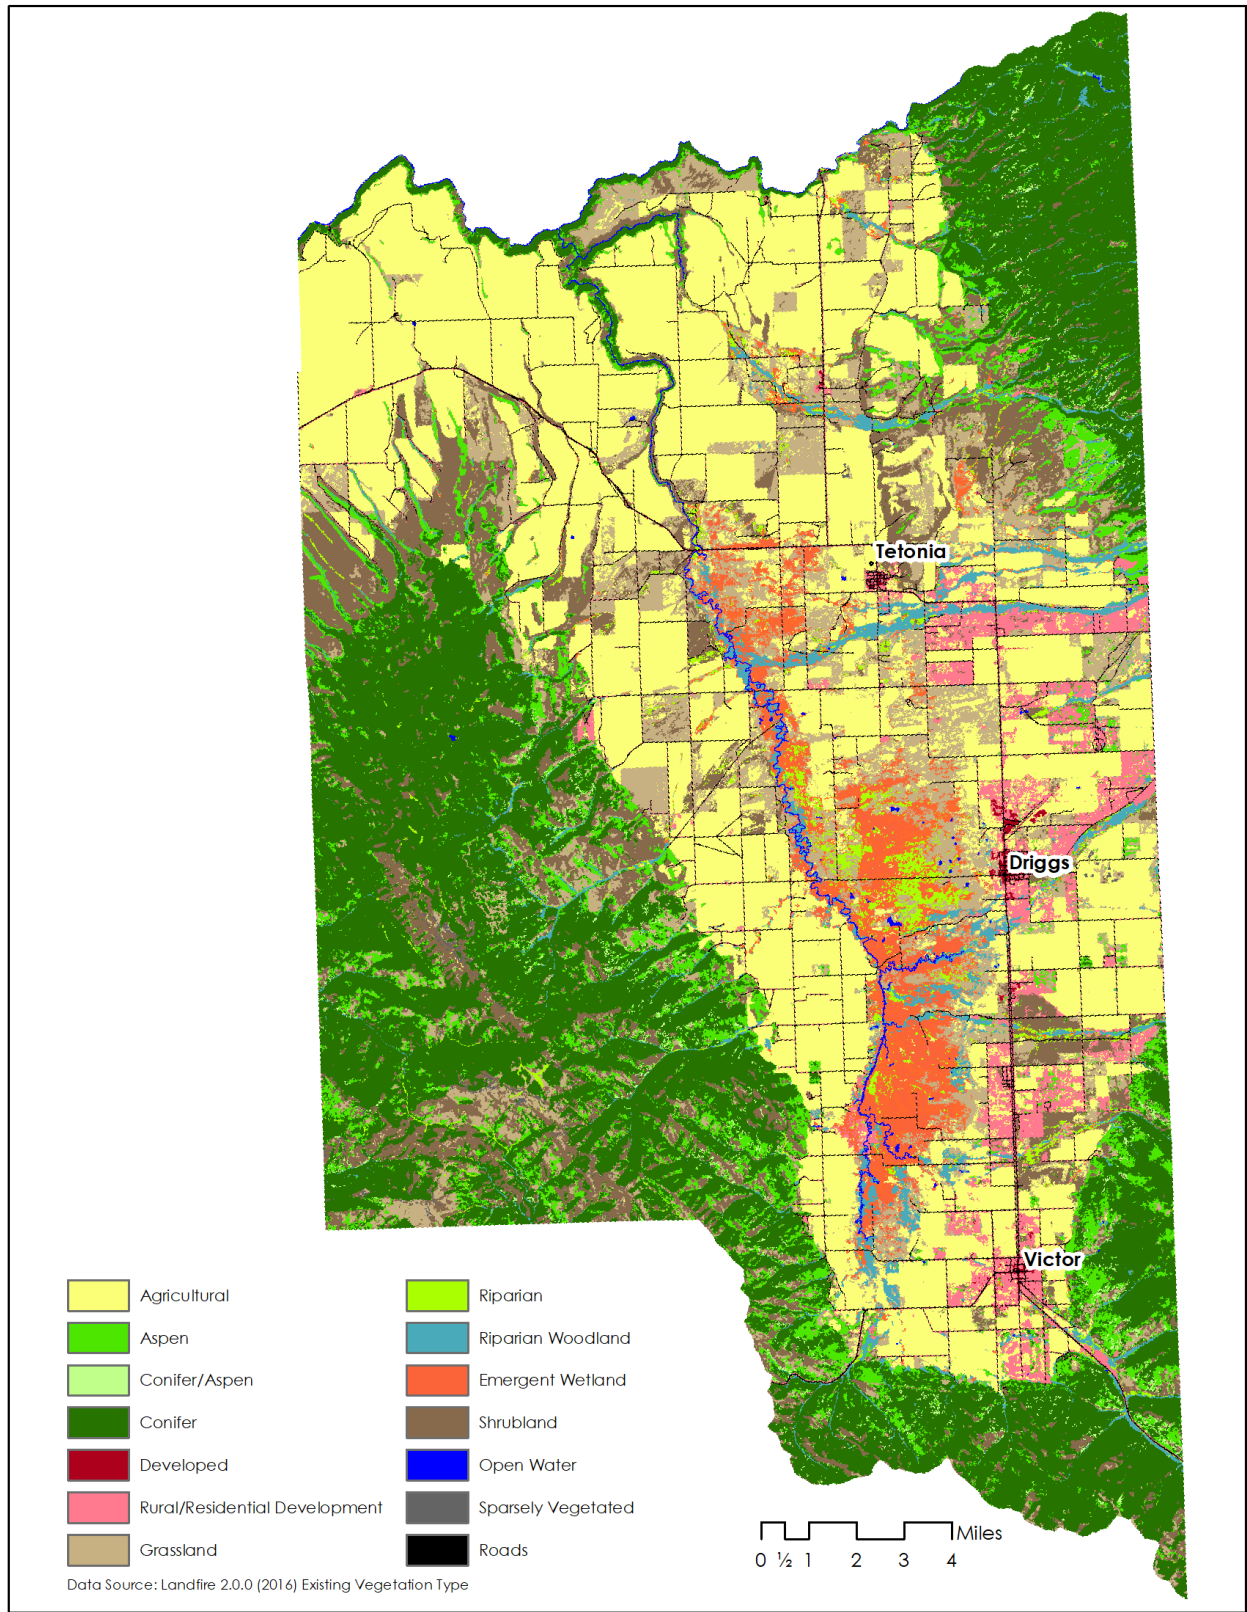 Tetonia
Driggs
Victor
Agricultural
Aspen
Conifer/Aspen
Conifer
Developed
Rural/Residential Development
Grassland
Riparian
Riparian Woodland
Emergent Wetland
Shrubland
Open Water
Sparsely Vegetated
Roads
Miles
0 ½ 1 2 3 4
Data Source: Landfire 2.0.0 (2016) Existing Vegetation Type